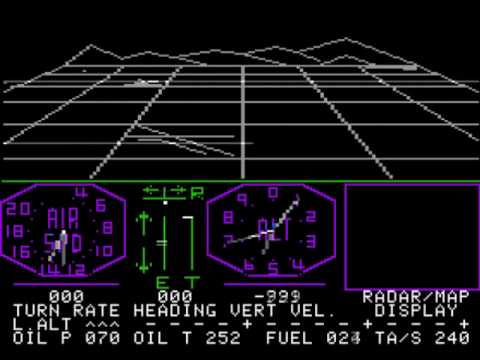 R
4
6
8
10
12
14
16
18
20
AIR
SPD
0
1
2
3
4
5
6
7
8
9
ALT
E T
000 000 -999 RADAR/MAP
TURN RATE HEADING VERT VEL. DISPLAY
L.ALT ^^^ - - - - + - - - - + - - - - +
OIL P 070 OIL T 252 FUEL 024 TA/S 240